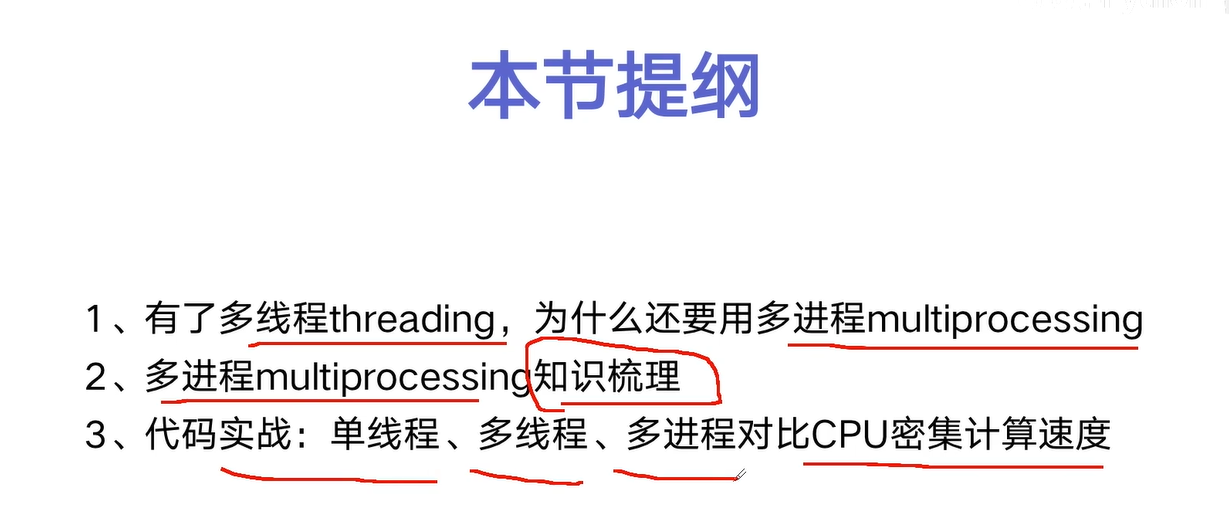 本节提纲
1、有了多线程threading，为什么还要用多进程multiprocessing
2、多进程multiprocessing知识梳理
3、代码实战：单线程、多线程、多进程对比CPU密集计算速度